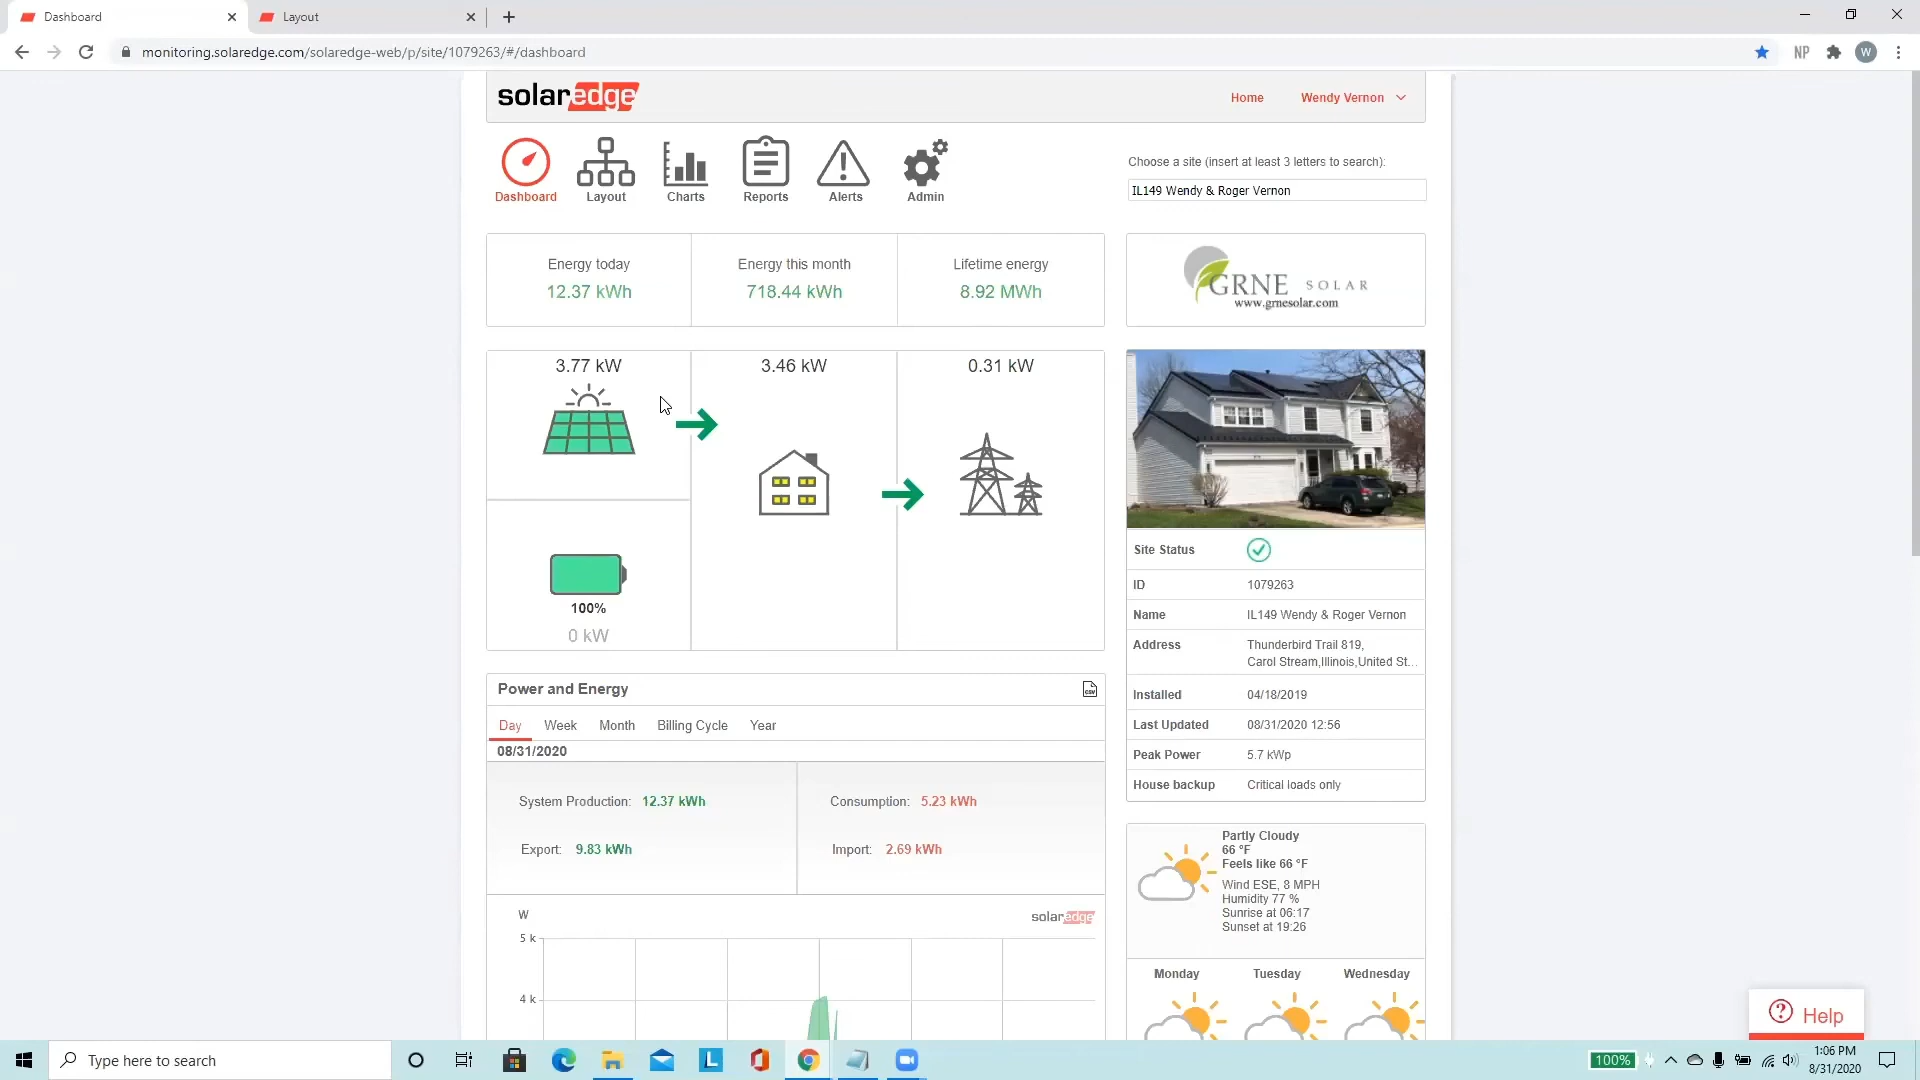 Dashboard
Layout
monitoring.solaredge.com/solaredge-web/p/site/1079263/#/dashboard
NP
W
solaredge
Home
Wendy Vernon
Dashboard
Layout
Charts
Reports
Alerts
Admin
Choose a site (insert at least 3 letters to search):
IL149 Wendy & Roger Vernon
Energy today
12.37 kWh
Energy this month
718.44 kWh
Lifetime energy
8.92 MWh
GRNE SOLAR
www.grnesolar.com
3.77 kW
3.46 kW
0.31 kW
100%
0 kW
Site Status
ID 1079263
Name IL149 Wendy & Roger Vernon
Address Thunderbird Trail 819,
Carol Stream,Illinois,United St...
Installed 04/18/2019
Last Updated 08/31/2020 12:56
Peak Power 5.7 kWp
House backup Critical loads only
Power and Energy
CSV
Day Week Month Billing Cycle Year
08/31/2020
System Production: 12.37 kWh
Consumption: 5.23 kWh
Export: 9.83 kWh
Import: 2.69 kWh
W
solaredge
5 k
4 k
Partly Cloudy
66 °F
Feels like 66 °F
Wind ESE, 8 MPH
Humidity 77 %
Sunrise at 06:17
Sunset at 19:26
Monday Tuesday Wednesday
Help
Type here to search
L
100%
1:06 PM
8/31/2020